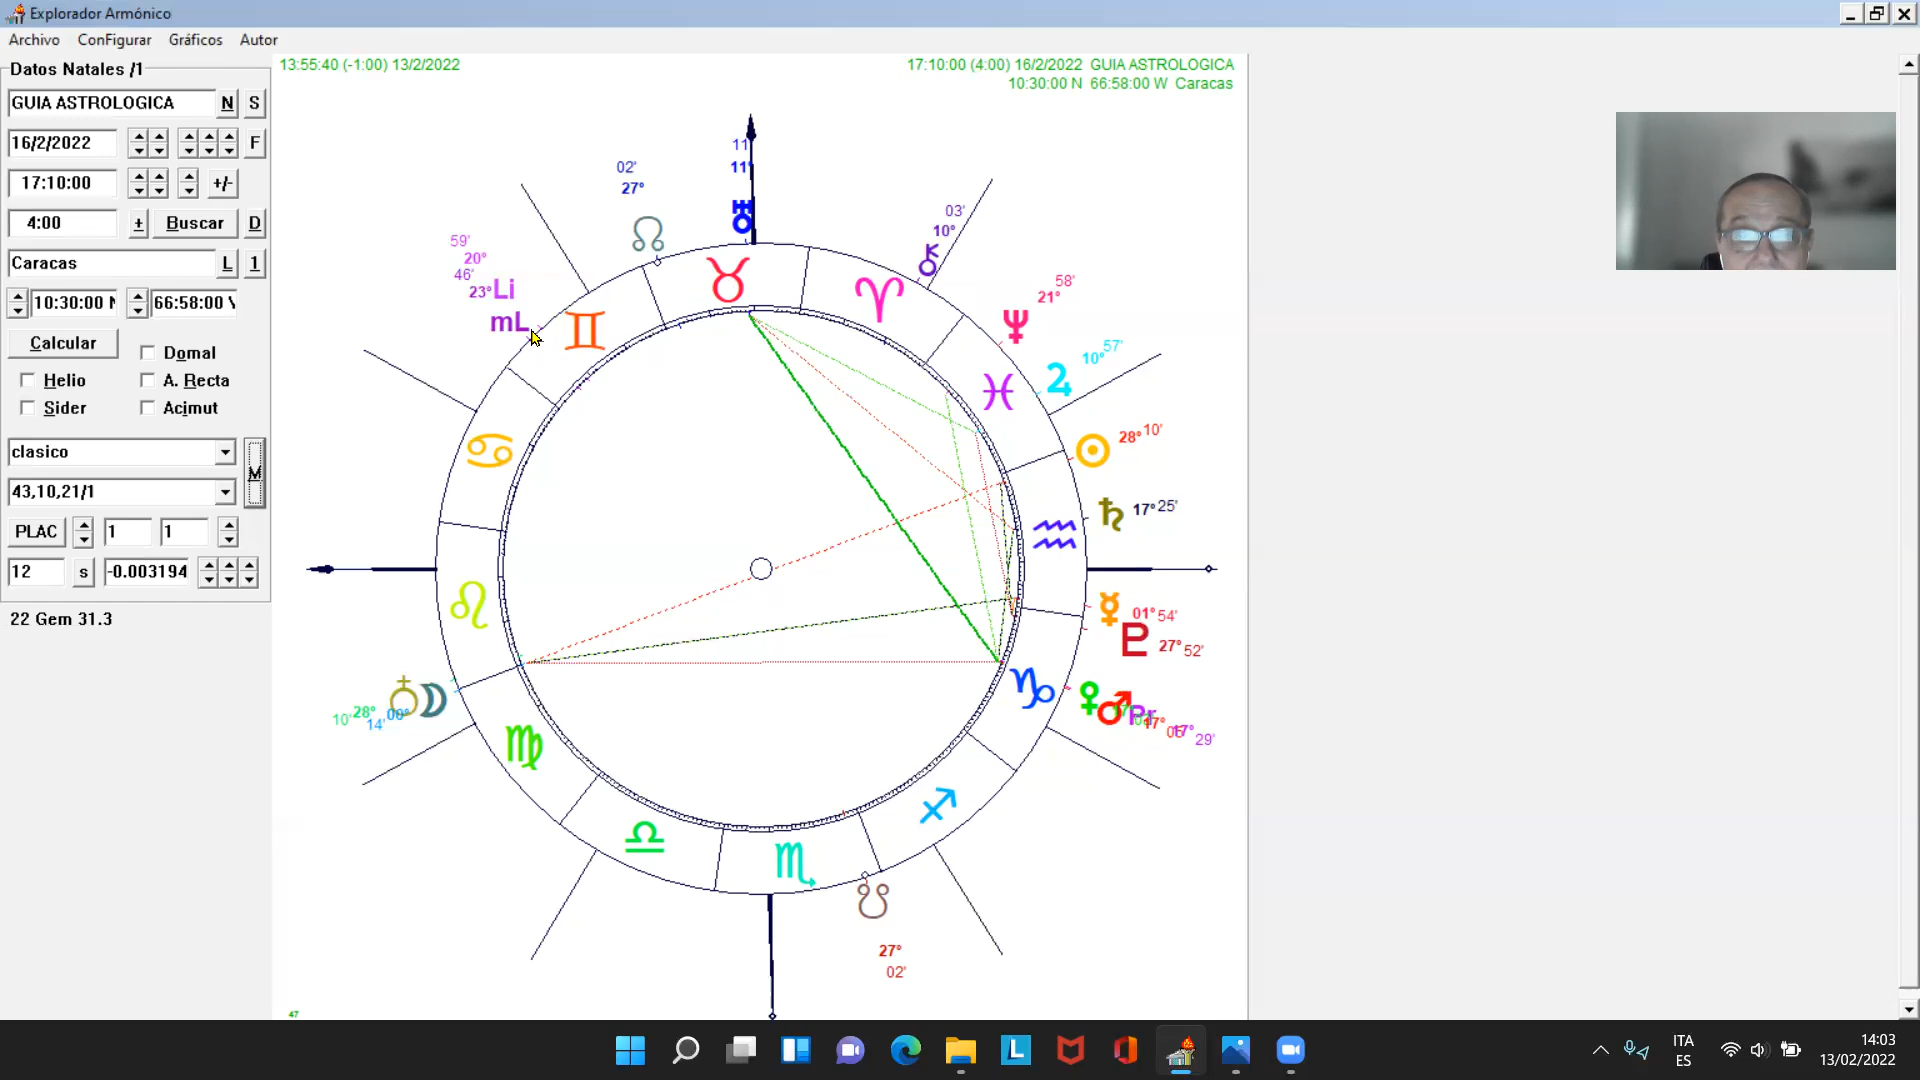 Explorador Armónico
Archivo ConFigurar Gráficos Autor
Datos Natales /1
GUIA ASTROLOGICA N S
16/2/2022 F
17:10:00 +/-
4:00 ± Buscar D
Caracas L 1
10:30:00 66:58:00
Calcular
Domal
Helio A. Recta
Sider Acimut
clasico
M
43,10,21/1
PLAC 1 1
12 s -0.003194
22 Gem 31.3
13:55:40 (-1:00) 13/2/2022
17:10:00 (4:00) 16/2/2022 GUIA ASTROLOGICA
10:30:00 N 66:58:00 W Caracas
11'
11°
02'
27°
03'
10°
59'
20°
46'
23° Li
mL
58'
21°
10° 57'
28° 10'
17° 25'
01° 54'
27° 52'
Pr
17° 29'
10' 28°
14' 00°
27°
02'
47
ITA
ES
14:03
13/02/2022